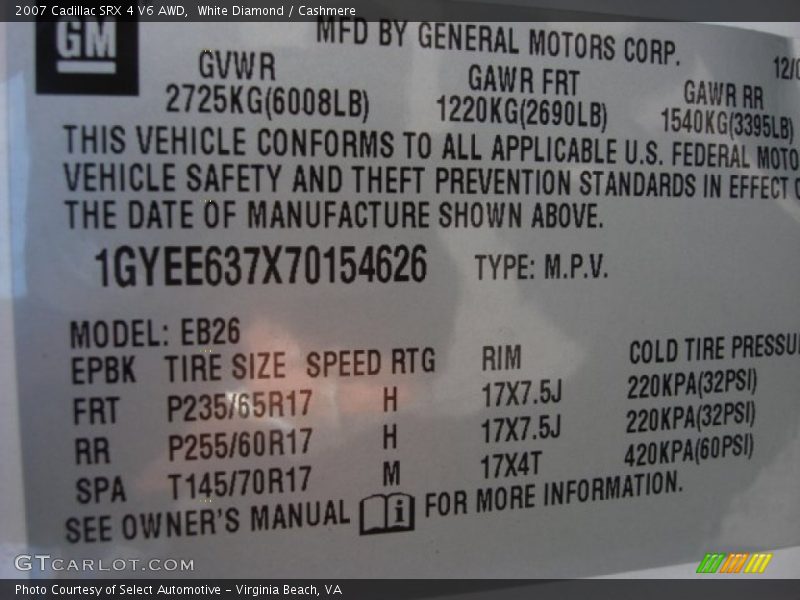 2007 Cadillac SRX 4 V6 AWD,  White Diamond / Cashmere
GM
MFD BY GENERAL MOTORS CORP.
12/0
GVWR GAWR FRT GAWR RR
2725KG(6008LB) 1220KG(2690LB) 1540KG(3395LB)
THIS VEHICLE CONFORMS TO ALL APPLICABLE U.S. FEDERAL MOTO
VEHICLE SAFETY AND THEFT PREVENTION STANDARDS IN EFFECT O
THE DATE OF MANUFACTURE SHOWN ABOVE.
1GYEE637X70154626 TYPE: M.P.V.
MODEL: EB26
EPBK TIRE SIZE SPEED RTG RIM COLD TIRE PRESSU
FRT P235/65R17 H 17X7.5J 220KPA(32PSI)
RR P255/60R17 H 17X7.5J 220KPA(32PSI)
SPA T145/70R17 M 17X4T 420KPA(60PSI)
SEE OWNER'S MANUAL i FOR MORE INFORMATION.
GTCARLOT.COM
Photo Courtesy of Select Automotive - Virginia Beach, VA